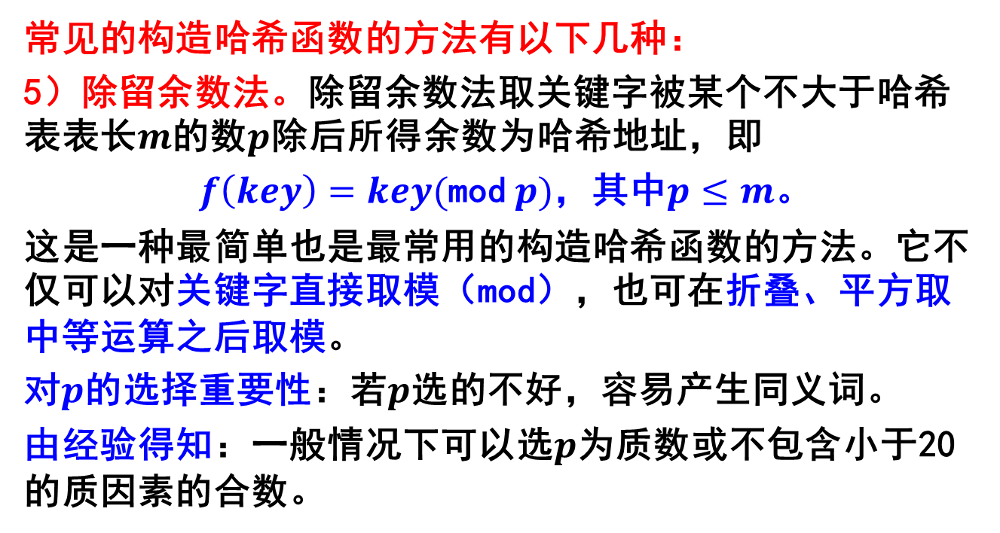 常见的构造哈希函数的方法有以下几种：
5）除留余数法。除留余数法取关键字被某个不大于哈希
表表长m的数p除后所得余数为哈希地址，即
f(key) = key(mod p)，其中p ≤ m。
这是一种最简单也是最常用的构造哈希函数的方法。它不
仅可以对关键字直接取模（mod），也可在折叠、平方取
中等运算之后取模。
对p的选择重要性：若p选的不好，容易产生同义词。
由经验得知：一般情况下可以选p为质数或不包含小于20
的质因素的合数。